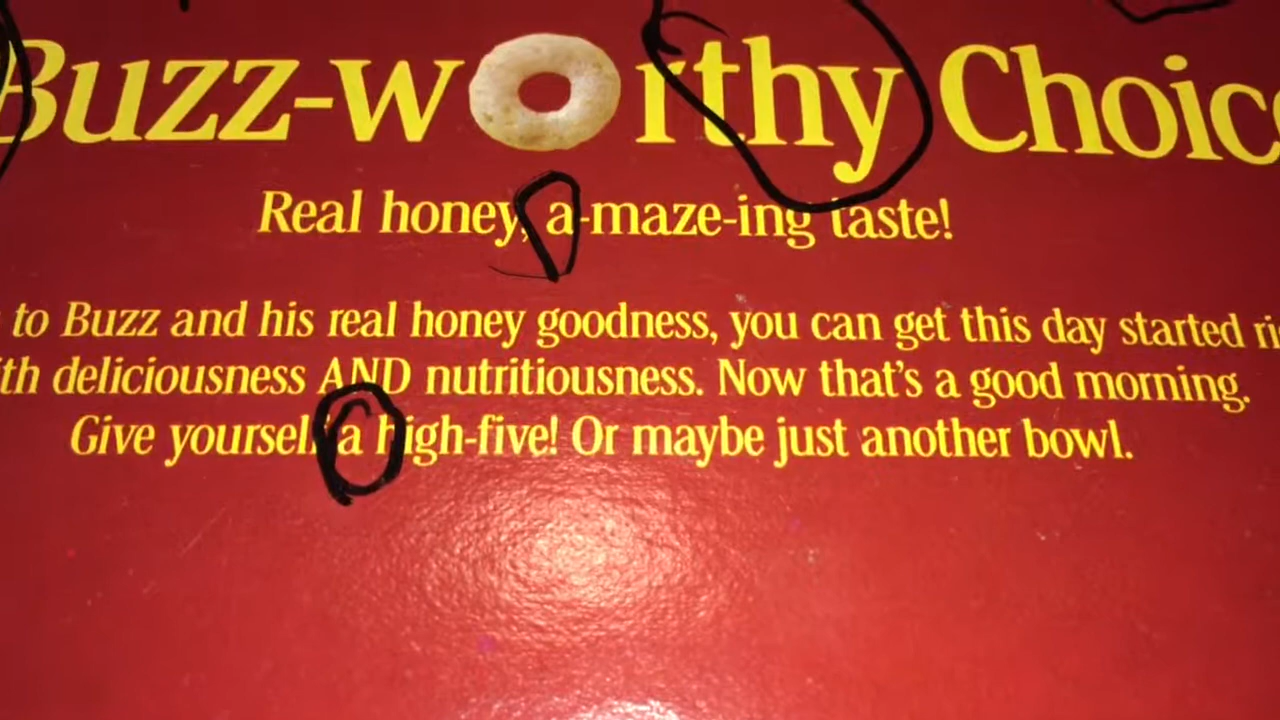 Buzz-worthy Choic
Real honey, a-maze-ing taste!
to Buzz and his real honey goodness, you can get this day started ri
ith deliciousness AND nutritiousness. Now that's a good morning.
Give yourself a high-five! Or maybe just another bowl.